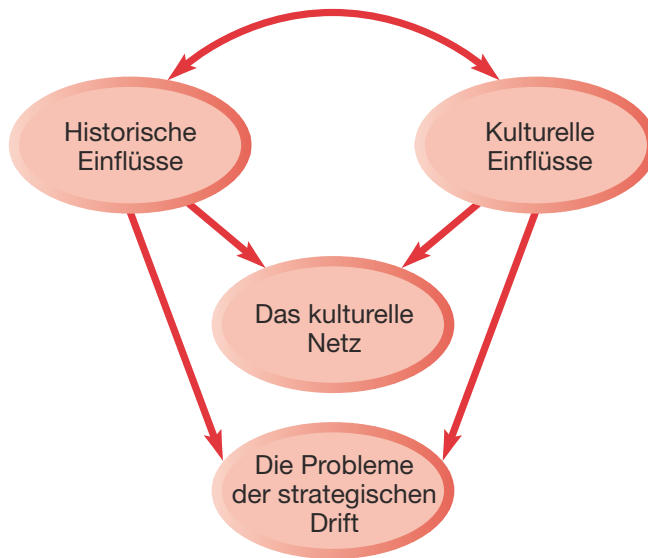 Historische
Einflüsse
Kulturelle
Einflüsse
Das kulturelle
Netz
Die Probleme
der strategischen
Drift